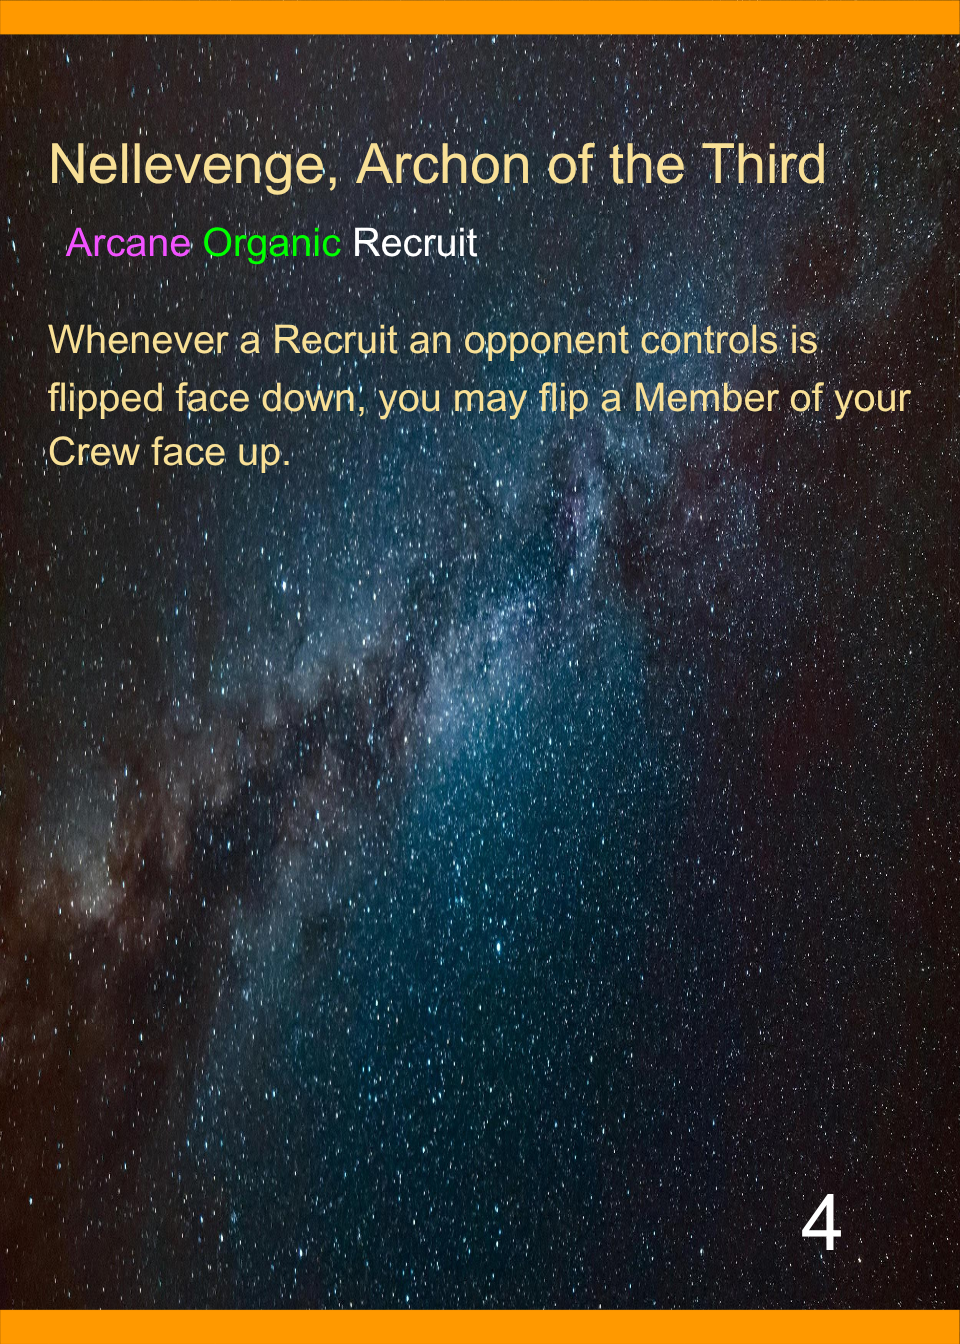 Nellevenge, Archon of the Third
Arcane Organic Recruit
Whenever a Recruit an opponent controls is
flipped face down, you may flip a Member of your
Crew face up.
4